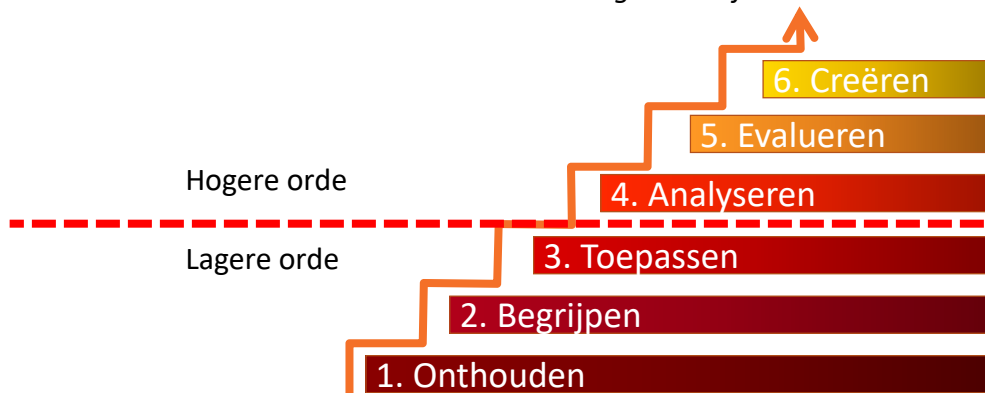 6. Creëren
5. Evalueren
Hogere orde
4. Analyseren
Lagere orde
3. Toepassen
2. Begrijpen
1. Onthouden